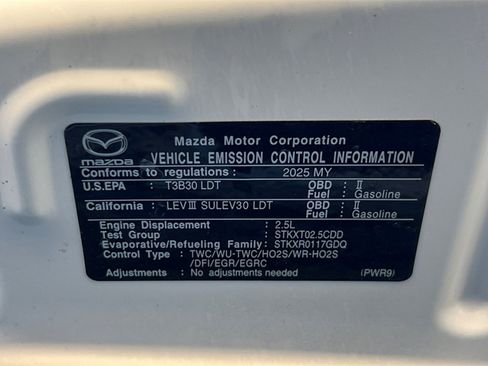 Mazda Motor Corporation
mazda VEHICLE EMISSION CONTROL INFORMATION
Conforms to regulations : 2025 MY
U.S.EPA : T3B30 LDT OBD : II
Fuel : Gasoline
California : LEVIII SULEV30 LDT OBD : II
Fuel : Gasoline
Engine Displacement : 2.5L
Test Group : STKXT02.5CDD
Evaporative/Refueling Family: STKXR0117GDQ
Control Type : TWC/WU-TWC/HO2S/WR-HO2S
/DFI/EGR/EGRC
Adjustments : No adjustments needed (PWR9)